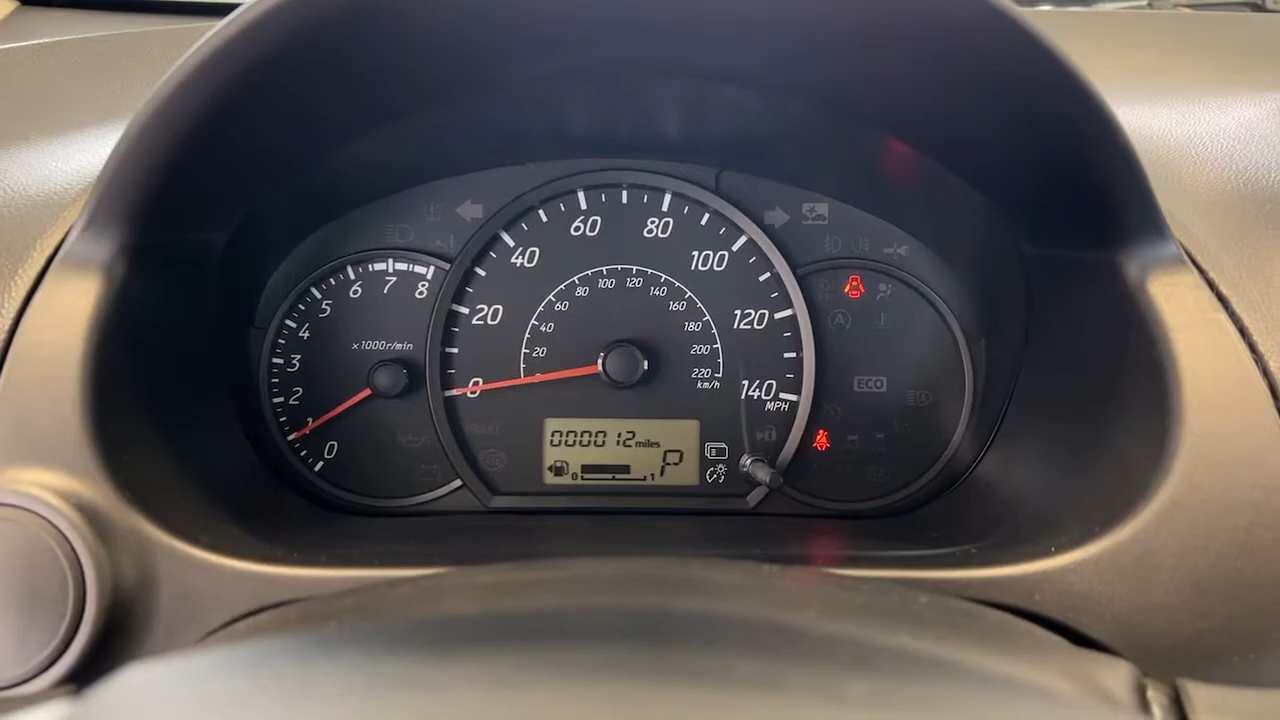 60 80
40 100
20 120
0 140
MPH
100 120
80 140
60 160
40 180
20 200
220
km/h
5 6 7 8
4
3
2
1
0
x1000r/min
000012 miles
0 1 P
ECO
A
A